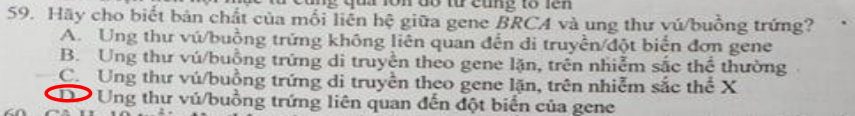 59. Hãy cho biết bản chất của mối liên hệ giữa gene BRCA và ung thư vú/buồng trứng?
A. Ung thư vú/buồng trứng không liên quan đến di truyền/đột biến đơn gene
B. Ung thư vú/buồng trứng di truyền theo gene lặn, trên nhiễm sắc thể thường
C. Ung thư vú/buồng trứng di truyền theo gene lặn, trên nhiễm sắc thể X
D. Ung thư vú/buồng trứng liên quan đến đột biến của gene